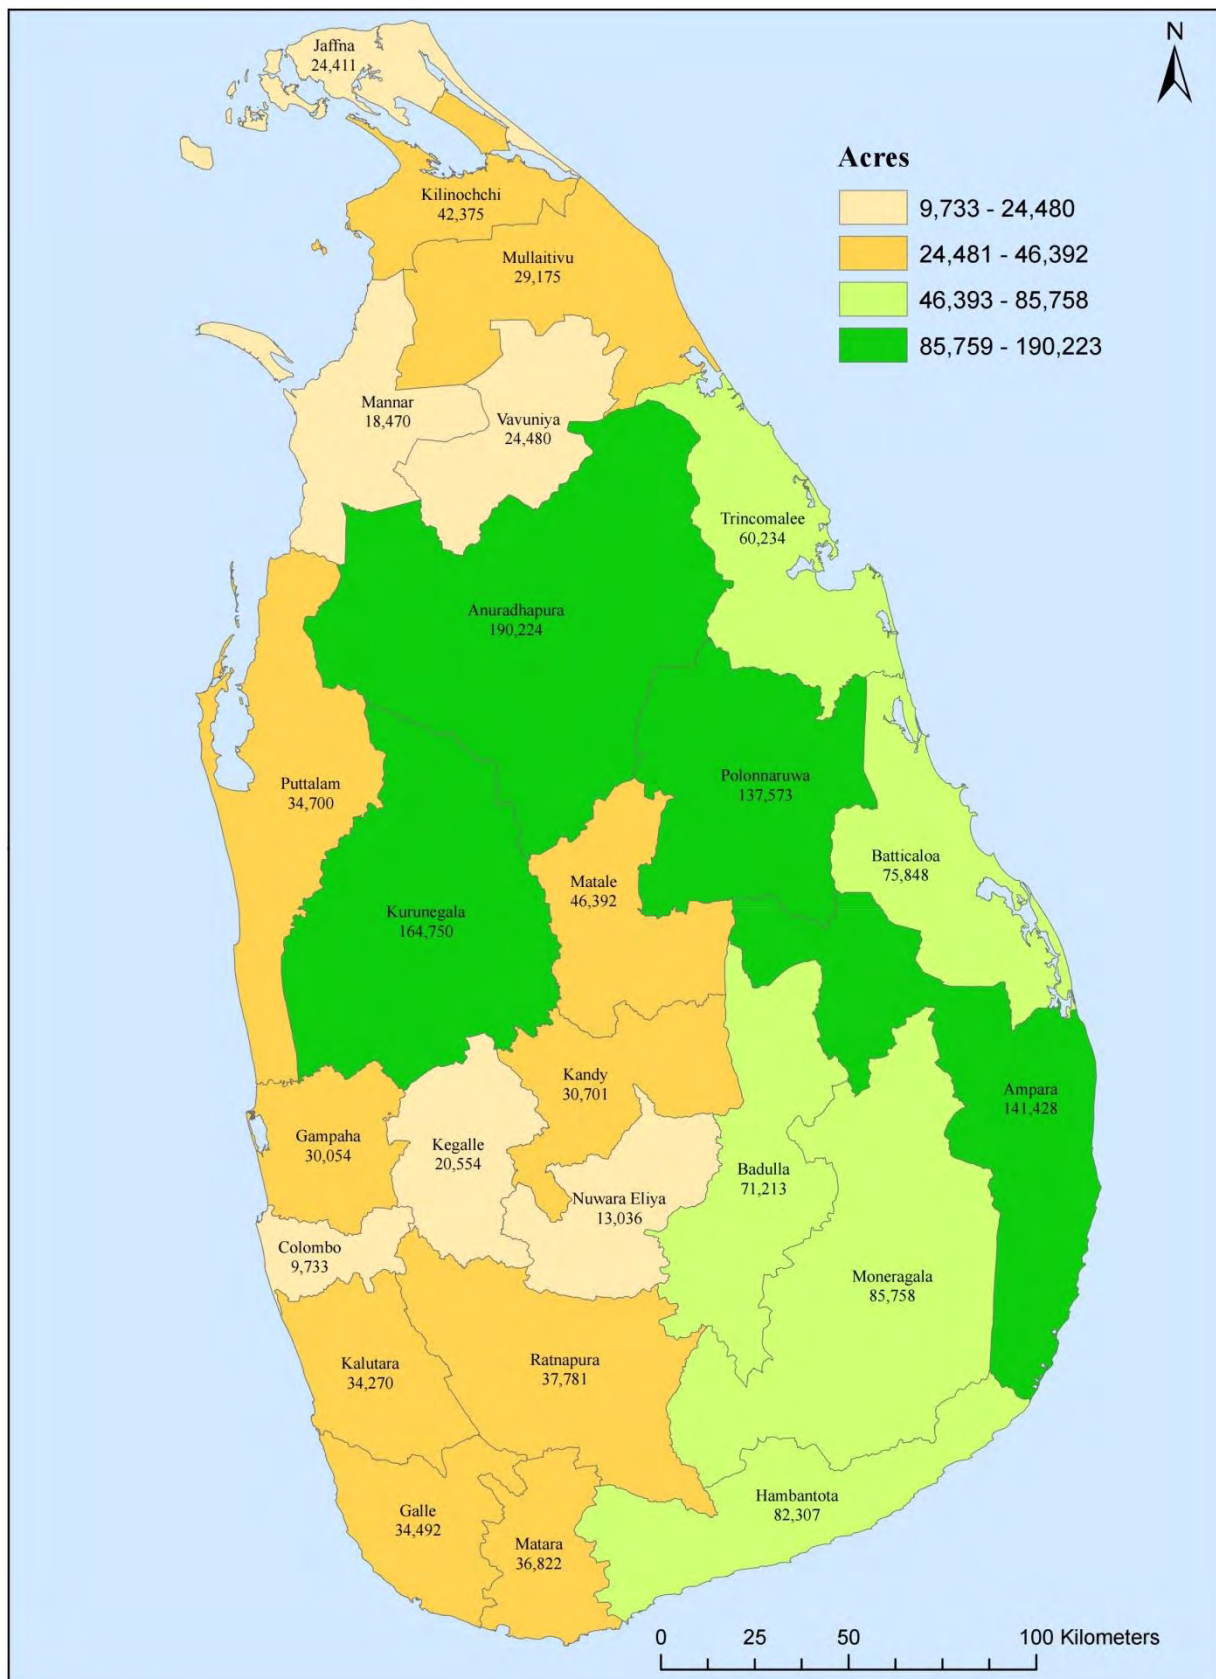 Jaffna
24,411
N
Acres
9,733 - 24,480
24,481 - 46,392
46,393 - 85,758
85,759 - 190,223
Kilinochchi
42,375
Mullaitivu
29,175
Mannar
18,470
Vavuniya
24,480
Trincomalee
60,234
Anuradhapura
190,224
Puttalam
34,700
Polonnaruwa
137,573
Batticaloa
75,848
Matale
46,392
Kurunegala
164,750
Kandy
30,701
Ampara
141,428
Gampaha
30,054
Kegalle
20,554
Badulla
71,213
Nuwara Eliya
13,036
Colombo
9,733
Moneragala
85,758
Kalutara
34,270
Ratnapura
37,781
Hambantota
82,307
Galle
34,492
Matara
36,822
0 25 50 100 Kilometers